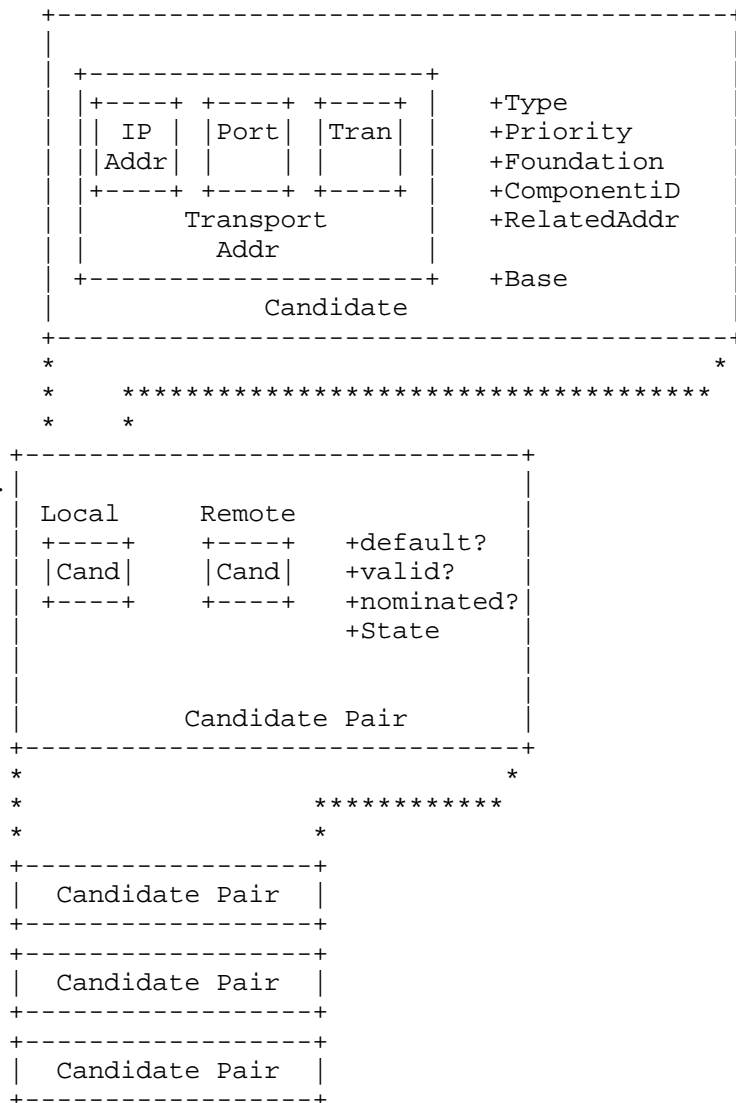 +Type
IP Port Tran +Priority
Addr +Foundation
+ComponentiD
Transport +RelatedAddr
Addr
+Base
Candidate
Local Remote
+default?
Cand Cand +valid?
+nominated?
+State
Candidate Pair
Candidate Pair
Candidate Pair
Candidate Pair